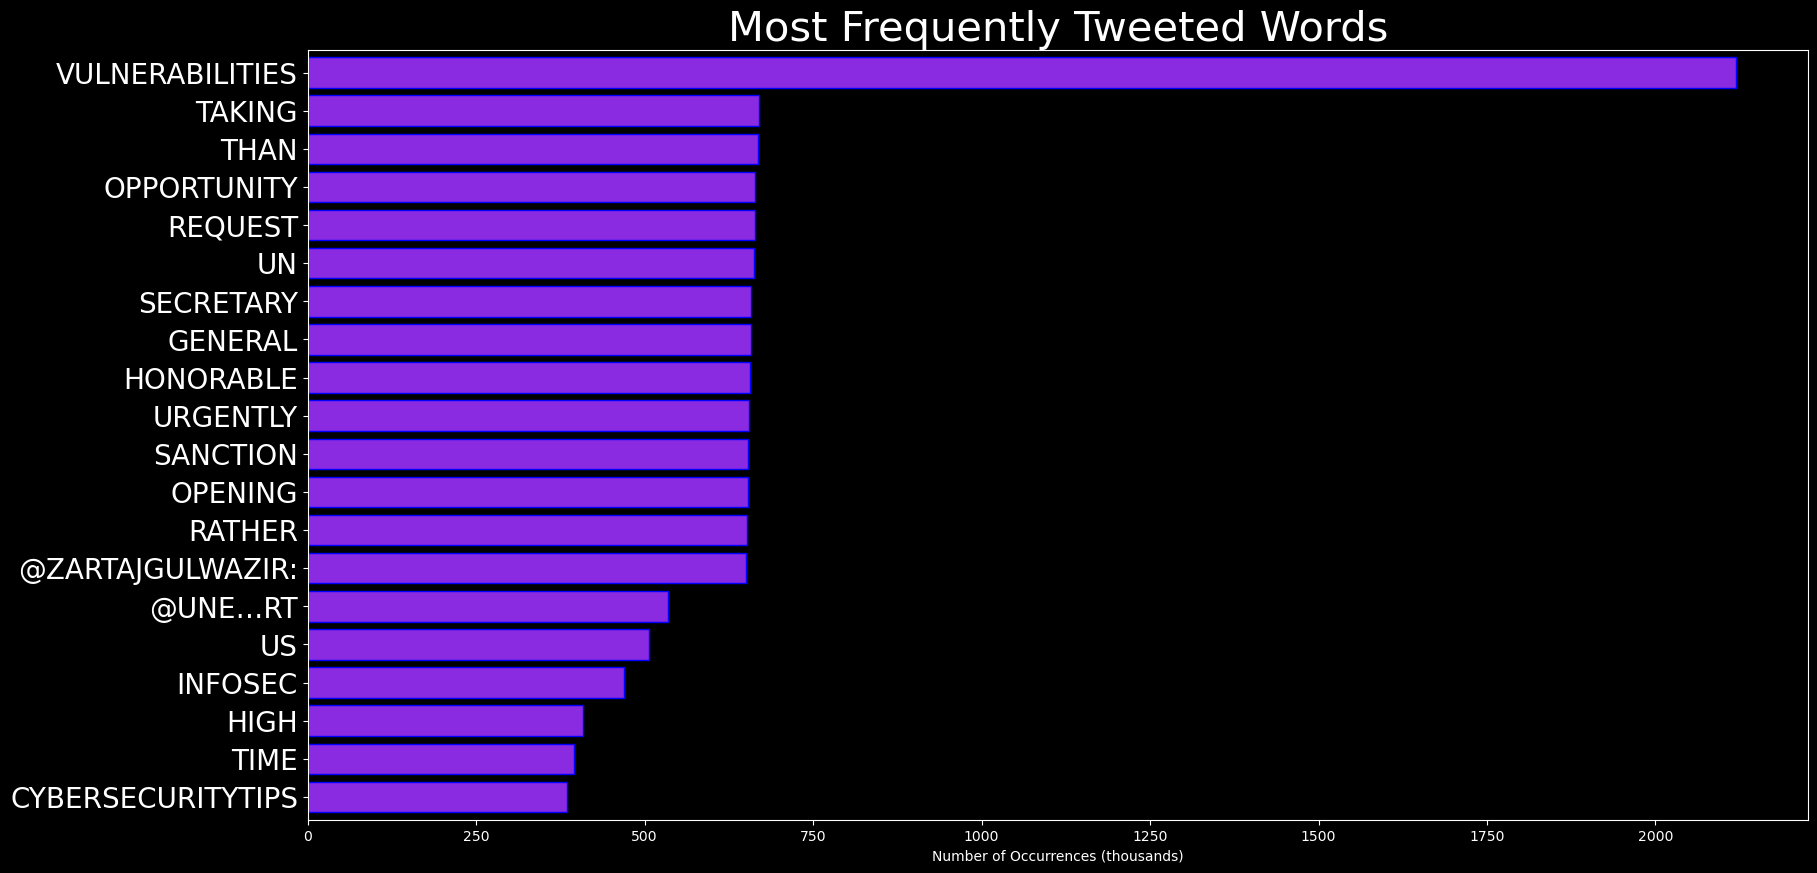 Most Frequently Tweeted Words
VULNERABILITIES
TAKING
THAN
OPPORTUNITY
REQUEST
UN
SECRETARY
GENERAL
HONORABLE
URGENTLY
SANCTION
OPENING
RATHER
@ZARTAJGULWAZIR:
@UNE…RT
US
INFOSEC
HIGH
TIME
CYBERSECURITYTIPS
0 250 500 750 1000 1250 1500 1750 2000
Number of Occurrences (thousands)